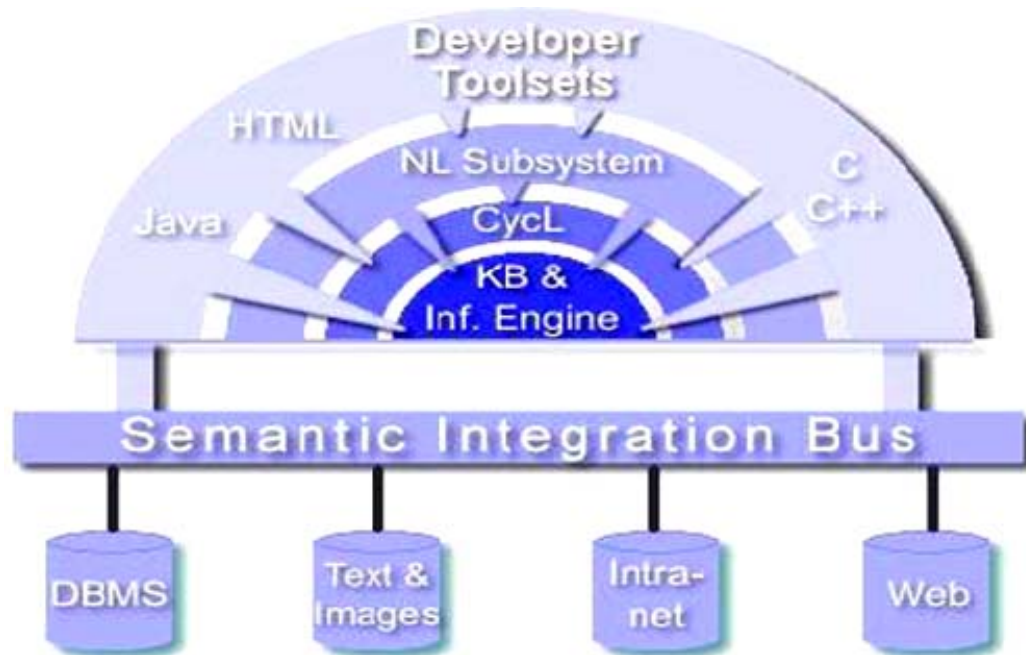 Developer
Toolsets
HTML
NL Subsystem
C
C++
Java
CycL
KB &
Inf. Engine
Semantic Integration Bus
DBMS
Text &
Images
Intra-
net
Web